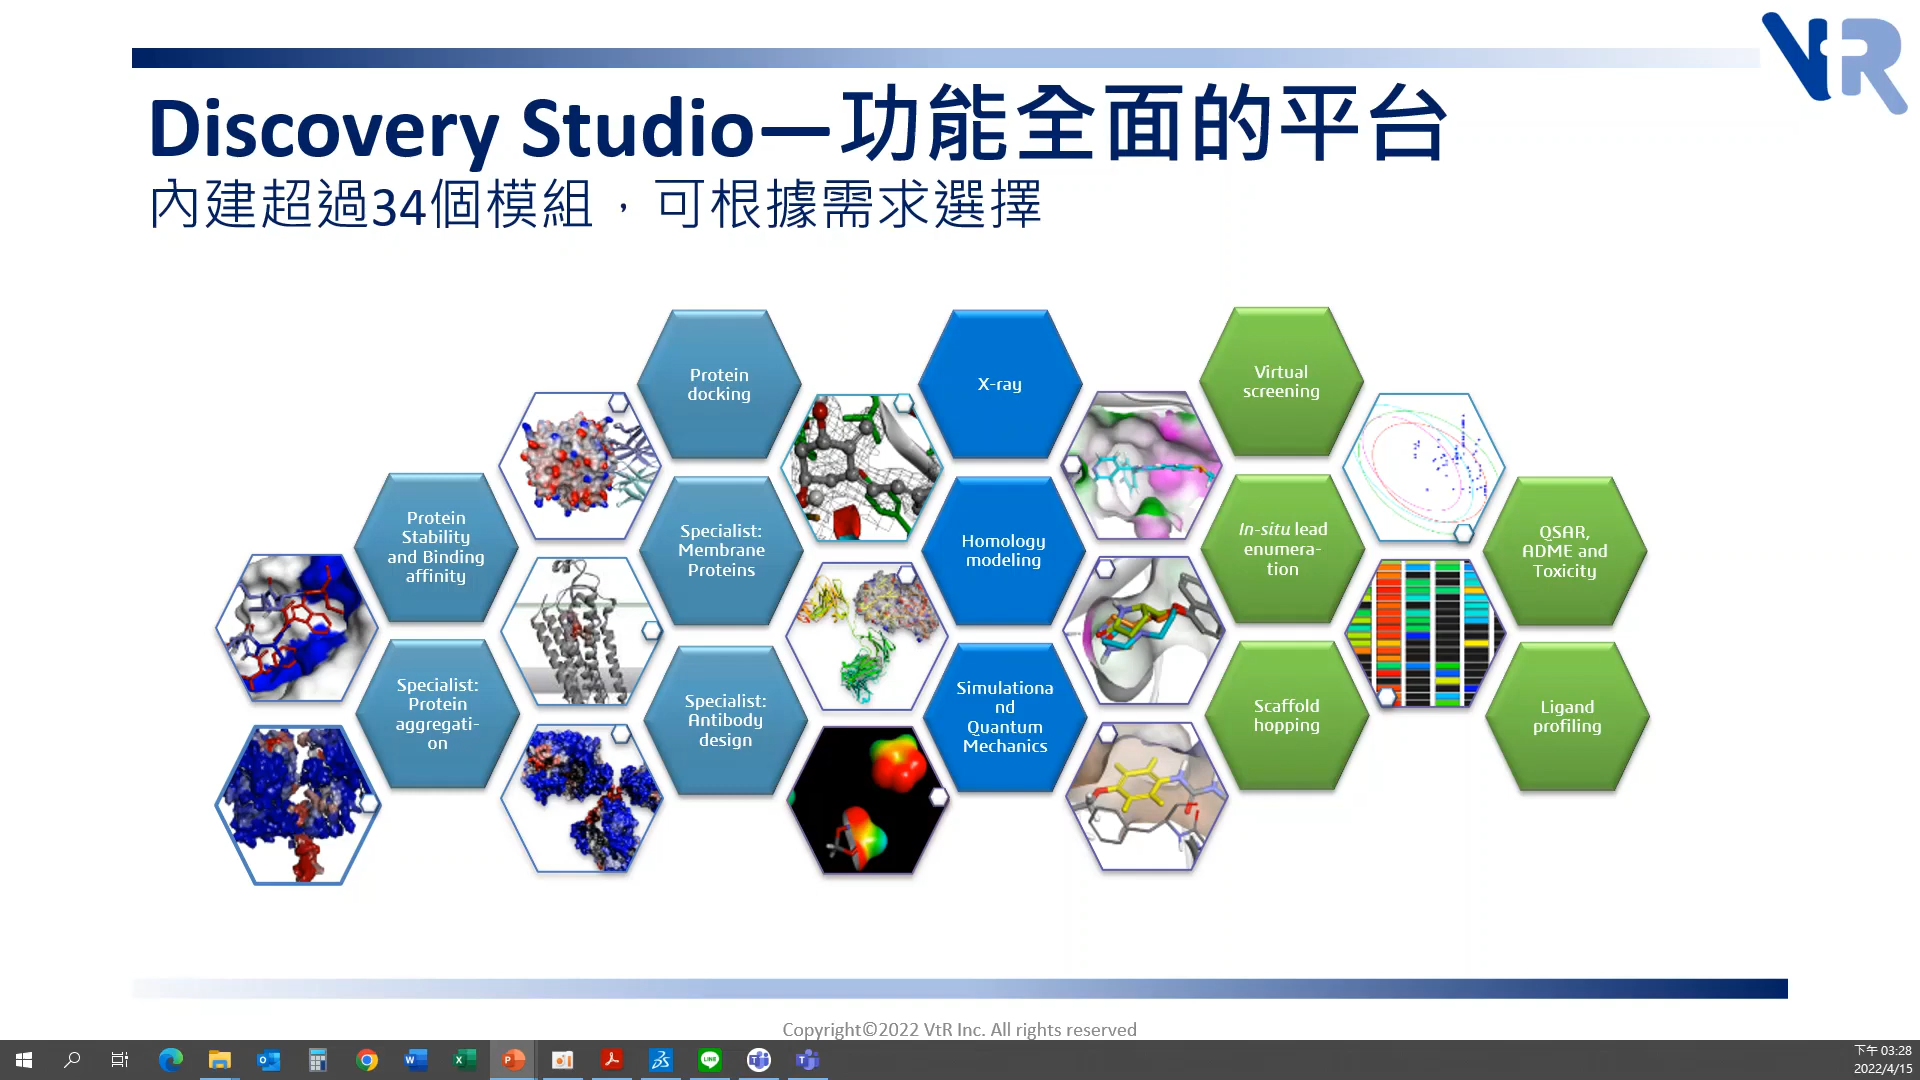 VtR
Discovery Studio—功能全面的平台
內建超過34個模組，可根據需求選擇
Protein
docking
X-ray
Virtual
screening
Protein
Stability
and Binding
affinity
Specialist:
Membrane
Proteins
Homology
modeling
In-situ lead
enumera-
tion
QSAR,
ADME and
Toxicity
Specialist:
Protein
aggregati-
on
Specialist:
Antibody
design
Simulationa
nd
Quantum
Mechanics
Scaffold
hopping
Ligand
profiling
Copyright©2022 VtR Inc. All rights reserved
下午 03:28
2022/4/15